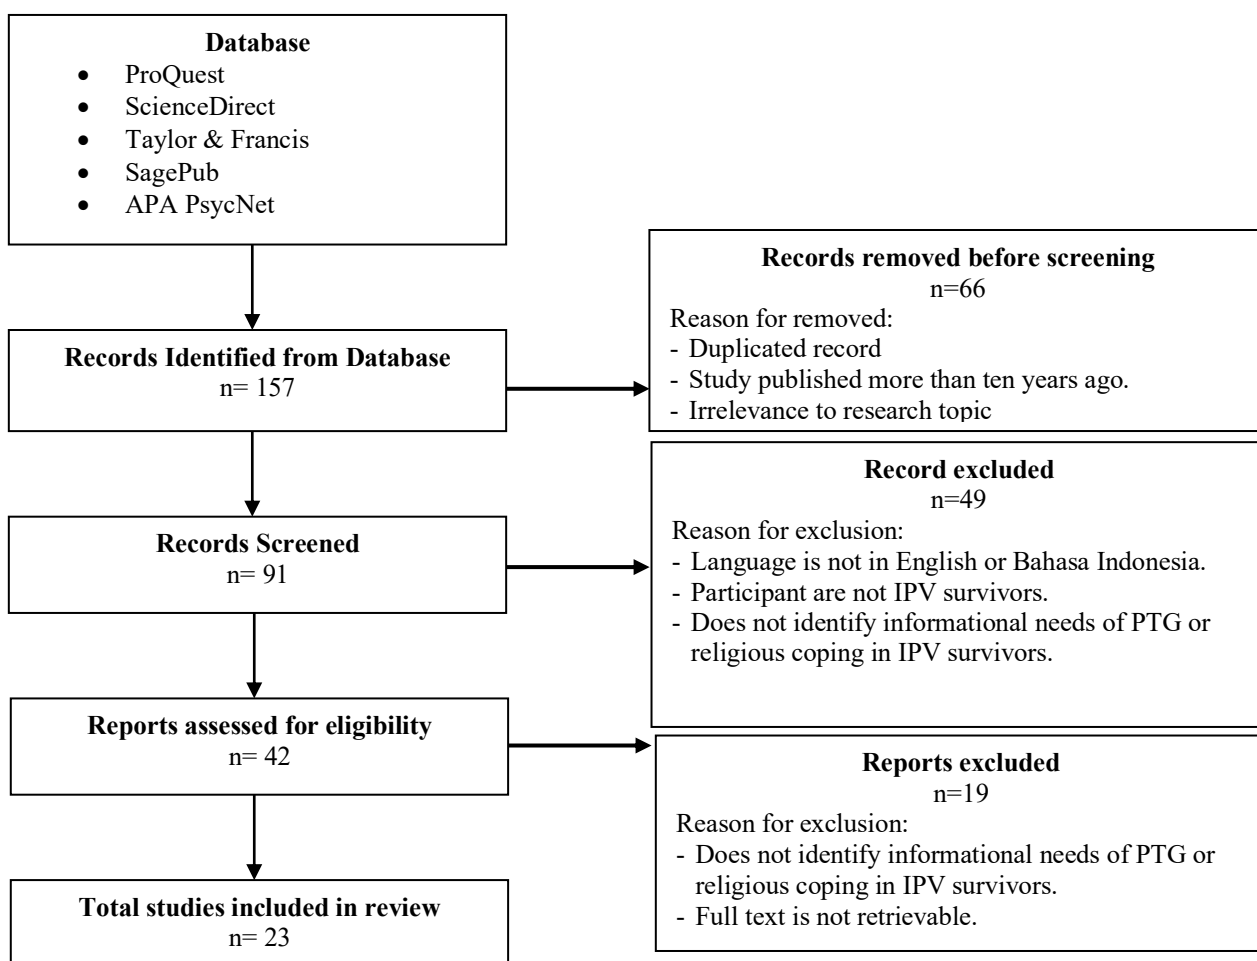 Database
• ProQuest
• ScienceDirect
• Taylor & Francis
• SagePub
• APA PsycNet
Records removed before screening
n=66
Reason for removed:
- Duplicated record
- Study published more than ten years ago.
- Irrelevance to research topic
Records Identified from Database
n= 157
Record excluded
n=49
Reason for exclusion:
- Language is not in English or Bahasa Indonesia.
- Participant are not IPV survivors.
- Does not identify informational needs of PTG or
religious coping in IPV survivors.
Records Screened
n= 91
Reports assessed for eligibility
n= 42
Reports excluded
n=19
Reason for exclusion:
- Does not identify informational needs of PTG or
religious coping in IPV survivors.
- Full text is not retrievable.
Total studies included in review
n= 23